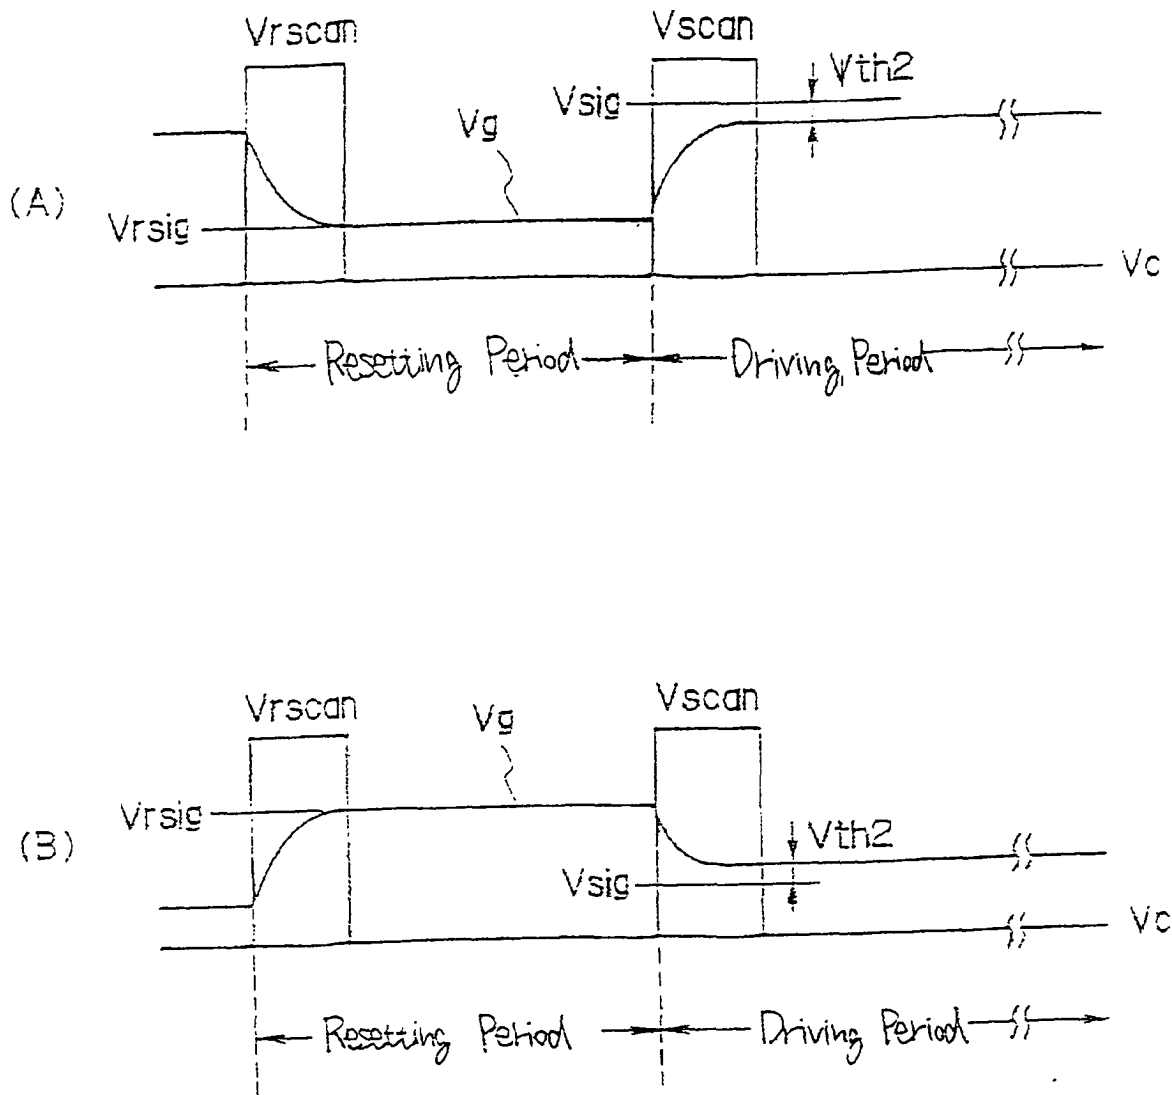 Vrscan
Vscan
Vth2
Vsig
Vg
(A)
Vrsig
Vc
Resetting Period
Driving Period
Vrscan
Vscan
Vg
Vrsig
Vth2
(B)
Vsig
Vc
Resetting Period
Driving Period